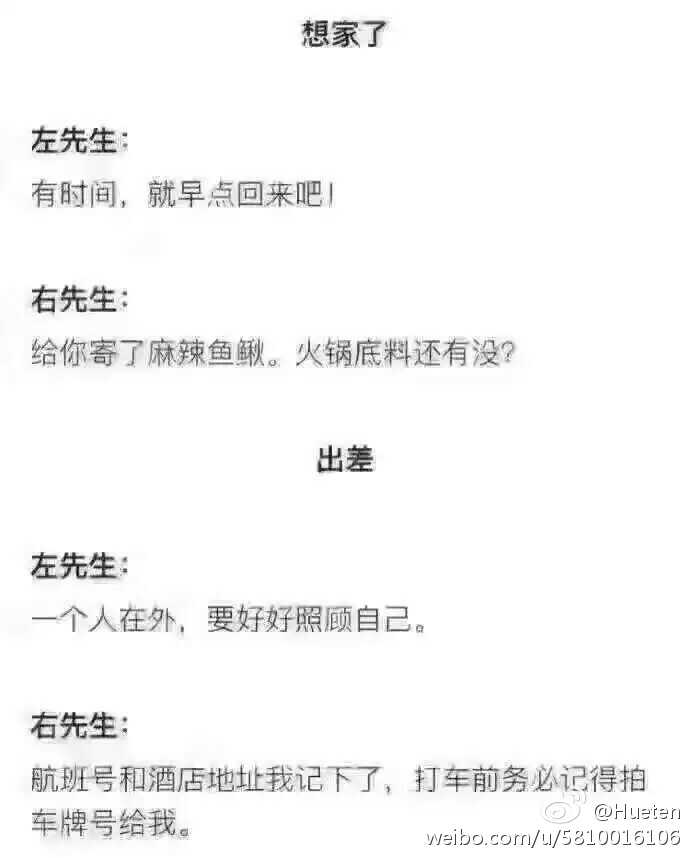 想家了
左先生：
有时间，就早点回来吧！
右先生：
给你寄了麻辣鱼鳅。火锅底料还有没？
出差
左先生：
一个人在外，要好好照顾自己。
右先生：
航班号和酒店地址我记下了，打车前务必记得拍
车牌号给我。
@Hueten
weibo.com/u/5810016106